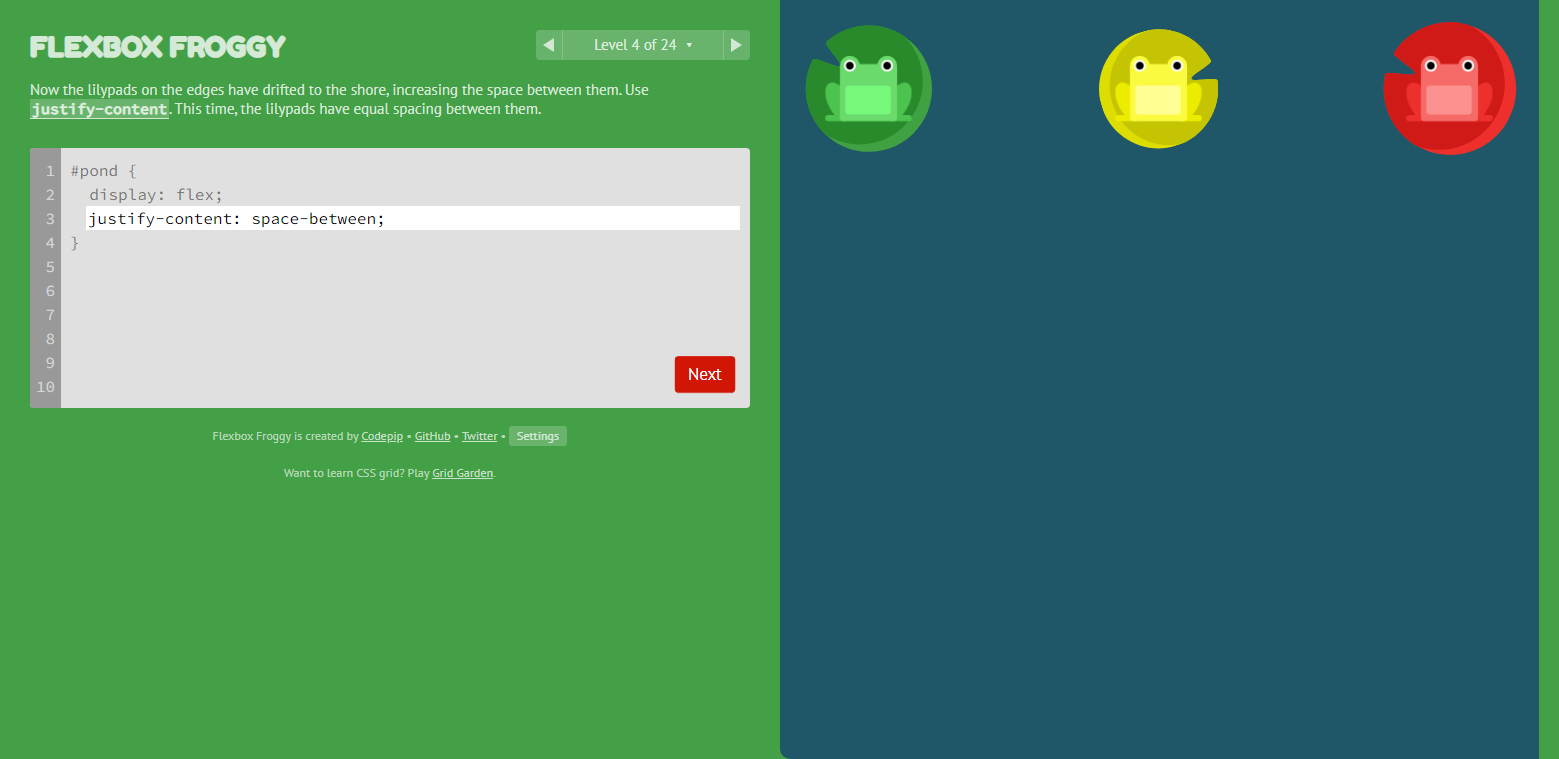 FLEXBOX FROGGY
Level 4 of 24 ▾
Now the lilypads on the edges have drifted to the shore, increasing the space between them. Use
justify-content. This time, the lilypads have equal spacing between them.
1 #pond {
2 display: flex;
3 justify-content: space-between;
4 }
5
6
7
8
9
10
Next
Flexbox Froggy is created by Codepip • GitHub • Twitter • Settings
Want to learn CSS grid? Play Grid Garden.